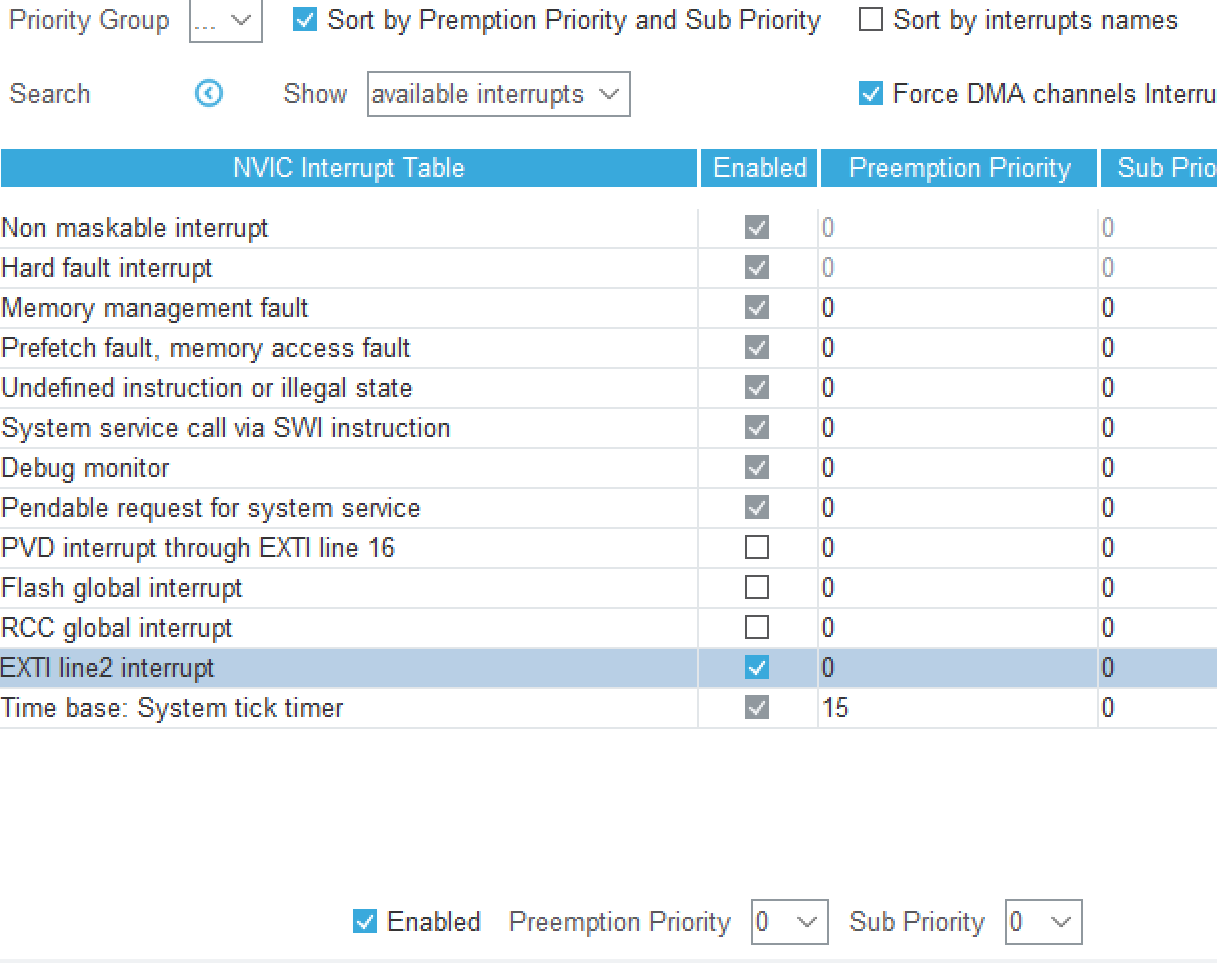 Priority Group ... Sort by Premption Priority and Sub Priority Sort by interrupts names
Search Show available interrupts Force DMA channels Interru
NVIC Interrupt Table Enabled Preemption Priority Sub Prio
Non maskable interrupt 0 0
Hard fault interrupt 0 0
Memory management fault 0 0
Prefetch fault, memory access fault 0 0
Undefined instruction or illegal state 0 0
System service call via SWI instruction 0 0
Debug monitor 0 0
Pendable request for system service 0 0
PVD interrupt through EXTI line 16 0 0
Flash global interrupt 0 0
RCC global interrupt 0 0
EXTI line2 interrupt 0 0
Time base: System tick timer 15 0
Enabled Preemption Priority 0 Sub Priority 0